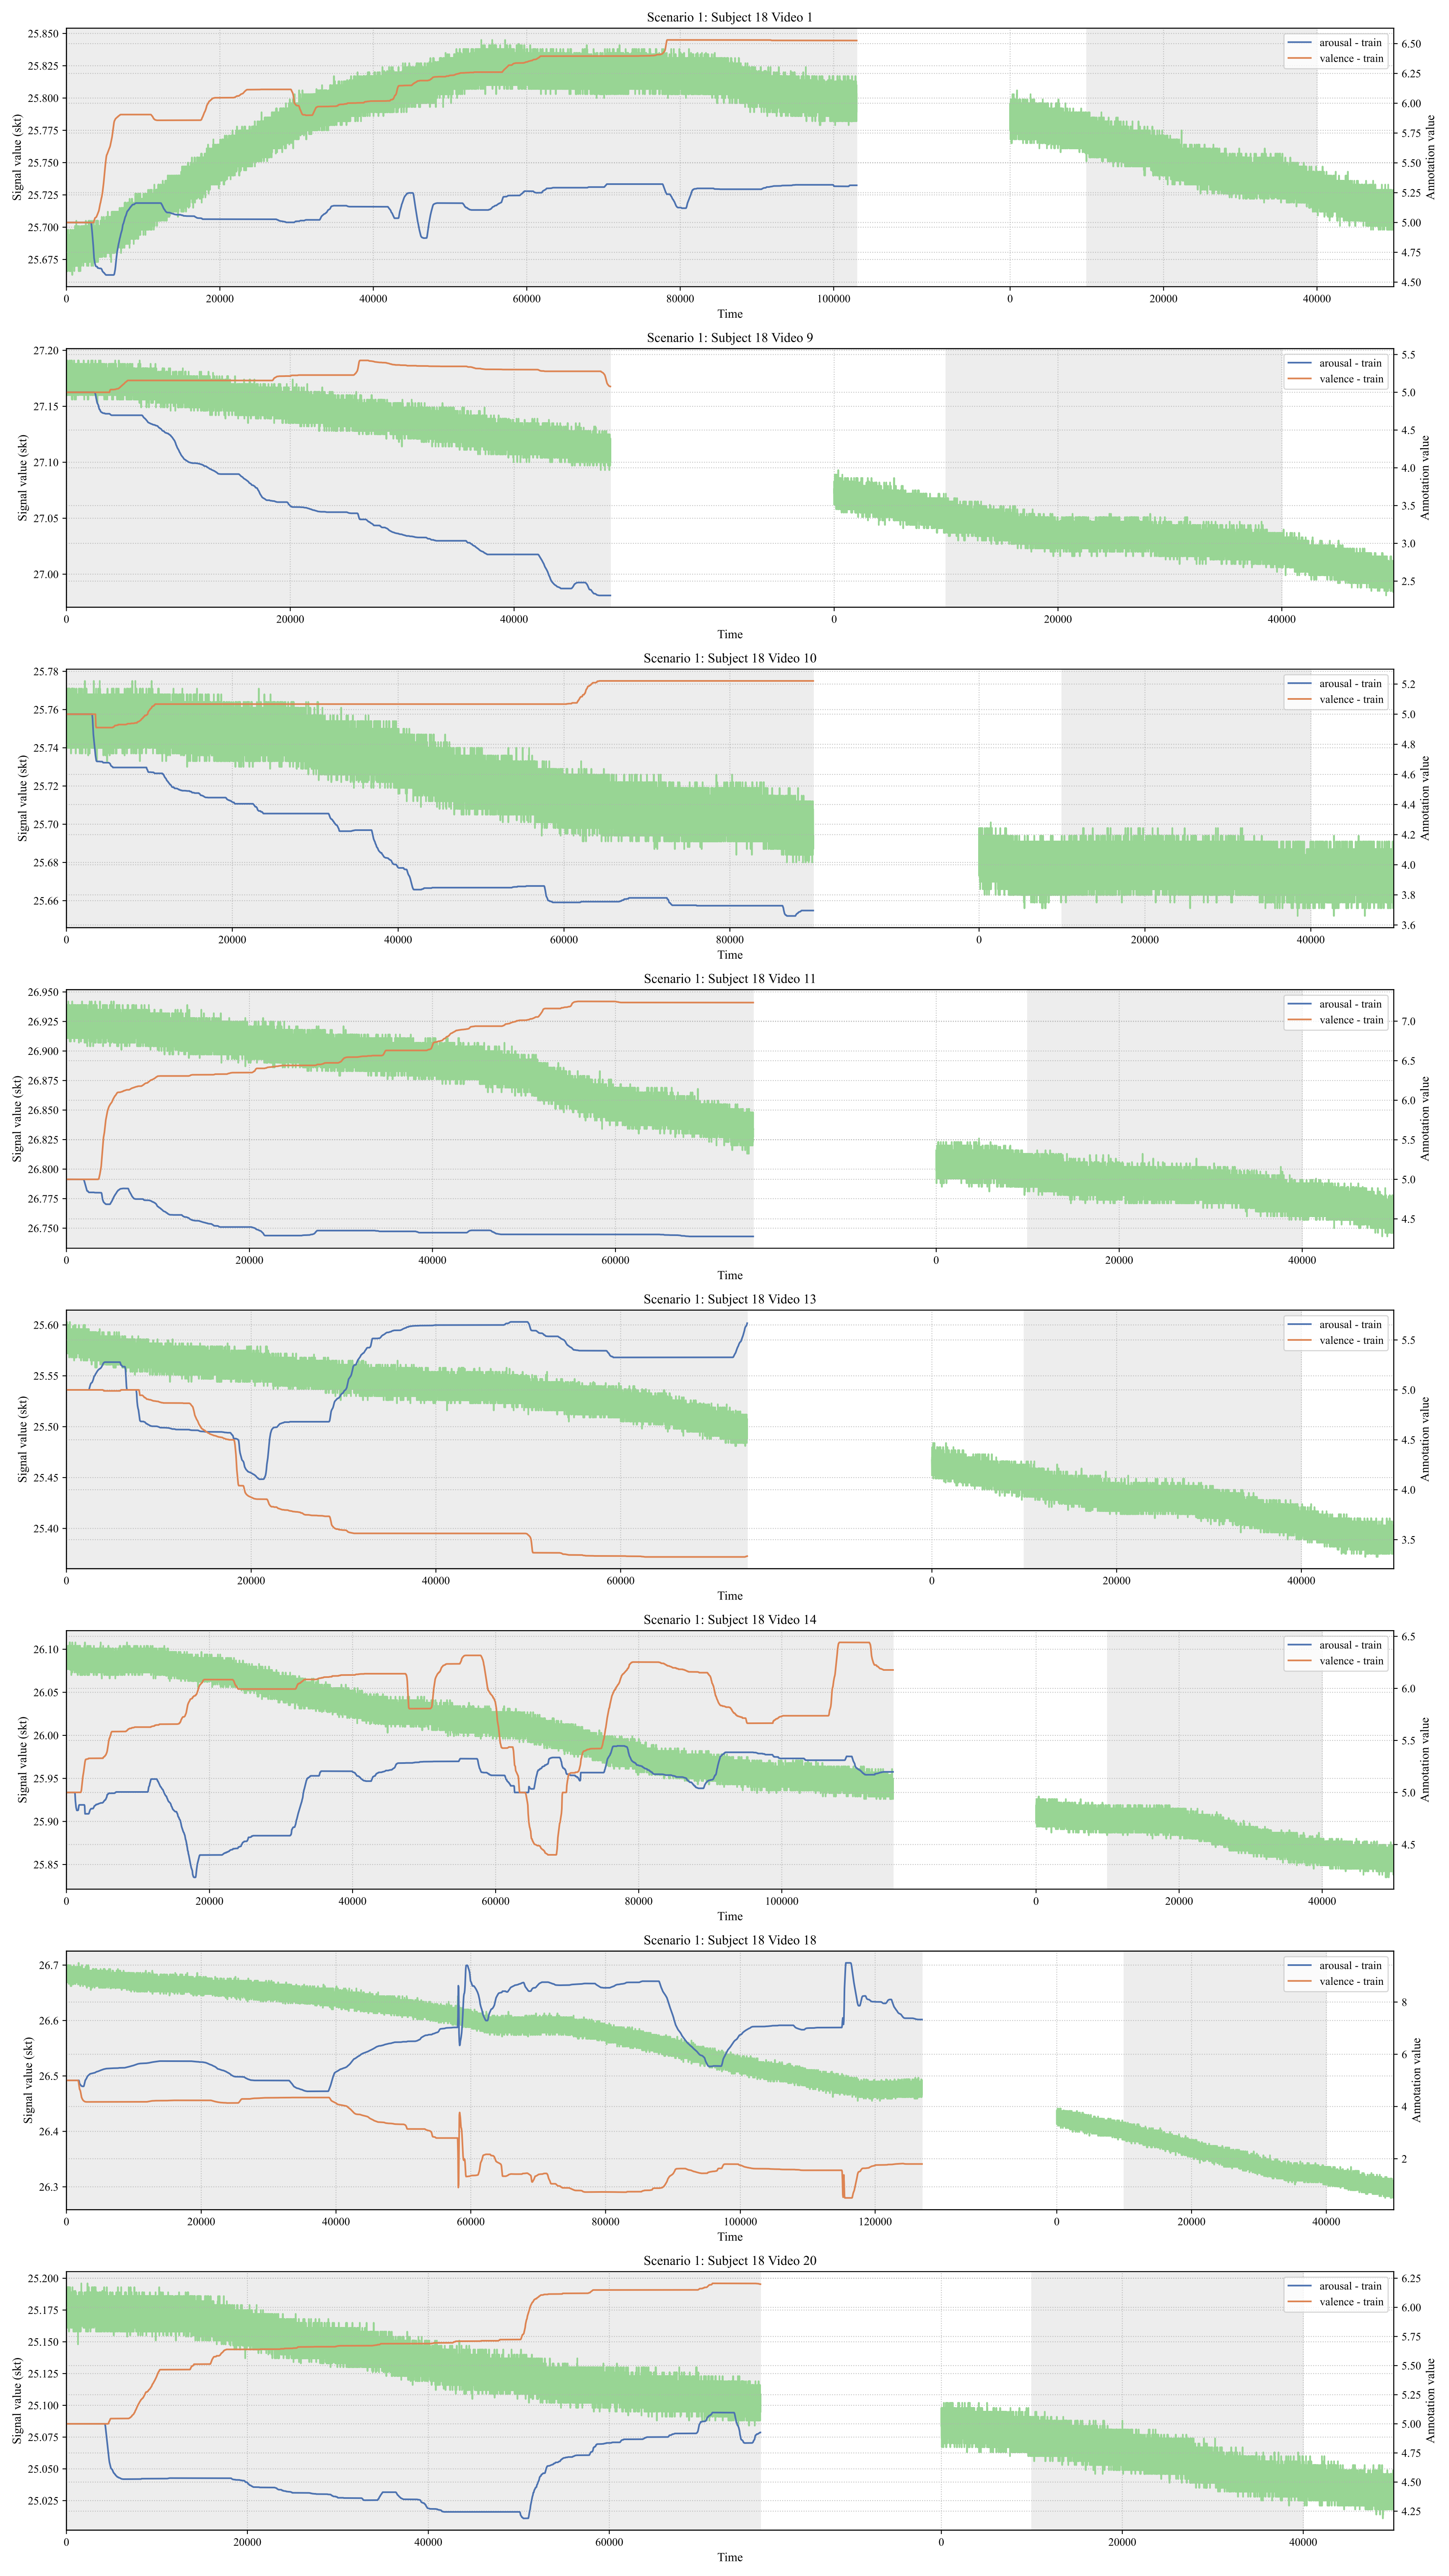 Scenario 1: Subject 18 Video 1
25.850
25.825
25.800
25.775
25.750
25.725
25.700
25.675
Signal value (skt)
6.50
6.25
6.00
5.75
5.50
5.25
5.00
4.75
4.50
Annotation value
arousal - train
valence - train
0 20000 40000 60000 80000 100000 0 20000 40000
Time
Scenario 1: Subject 18 Video 9
27.20
27.15
27.10
27.05
27.00
Signal value (skt)
5.5
5.0
4.5
4.0
3.5
3.0
2.5
Annotation value
arousal - train
valence - train
0 20000 40000 0 20000 40000
Time
Scenario 1: Subject 18 Video 10
25.78
25.76
25.74
25.72
25.70
25.68
25.66
Signal value (skt)
5.2
5.0
4.8
4.6
4.4
4.2
4.0
3.8
3.6
Annotation value
arousal - train
valence - train
0 20000 40000 60000 80000 0 20000 40000
Time
Scenario 1: Subject 18 Video 11
26.950
26.925
26.900
26.875
26.850
26.825
26.800
26.775
26.750
Signal value (skt)
7.0
6.5
6.0
5.5
5.0
4.5
Annotation value
arousal - train
valence - train
0 20000 40000 60000 0 20000 40000
Time
Scenario 1: Subject 18 Video 13
25.60
25.55
25.50
25.45
25.40
Signal value (skt)
5.5
5.0
4.5
4.0
3.5
Annotation value
arousal - train
valence - train
0 20000 40000 60000 0 20000 40000
Time
Scenario 1: Subject 18 Video 14
26.10
26.05
26.00
25.95
25.90
25.85
Signal value (skt)
6.5
6.0
5.5
5.0
4.5
Annotation value
arousal - train
valence - train
0 20000 40000 60000 80000 100000 0 20000 40000
Time
Scenario 1: Subject 18 Video 18
26.7
26.6
26.5
26.4
26.3
Signal value (skt)
8
6
4
2
Annotation value
arousal - train
valence - train
0 20000 40000 60000 80000 100000 120000 0 20000 40000
Time
Scenario 1: Subject 18 Video 20
25.200
25.175
25.150
25.125
25.100
25.075
25.050
25.025
Signal value (skt)
6.25
6.00
5.75
5.50
5.25
5.00
4.75
4.50
4.25
Annotation value
arousal - train
valence - train
0 20000 40000 60000 0 20000 40000
Time